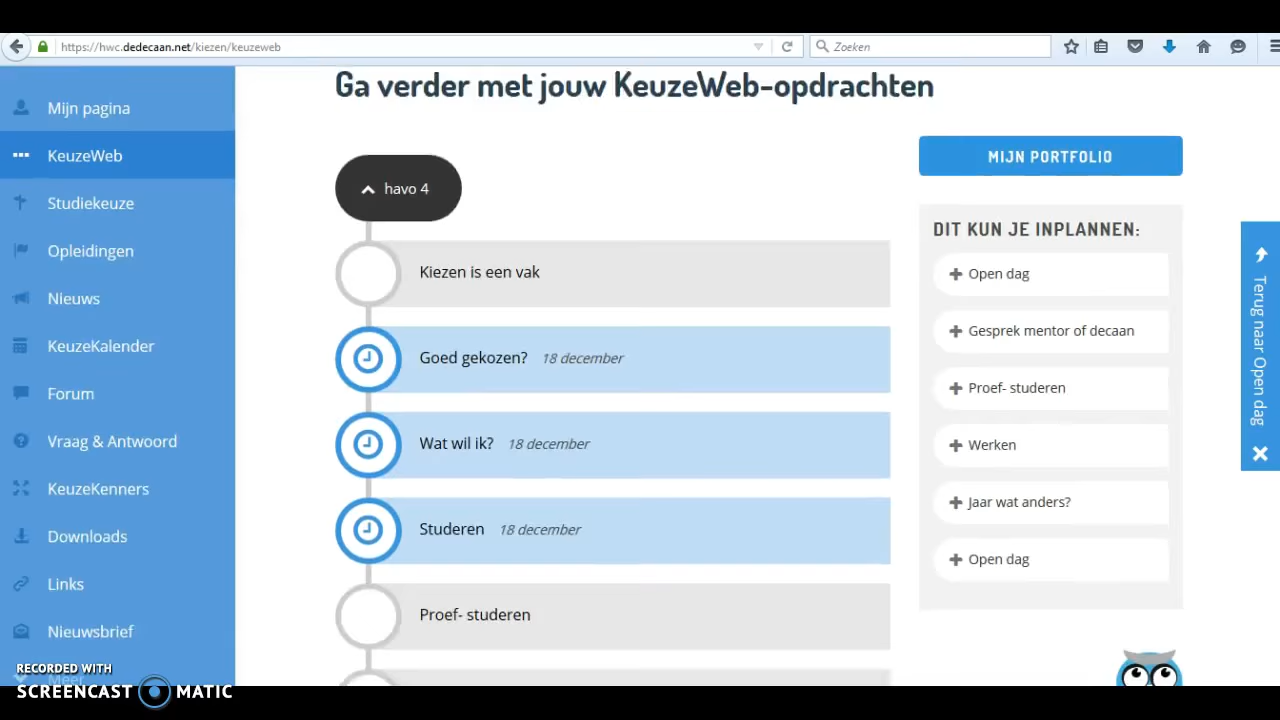 https://hwc.dedecaan.net/kiezen/keuzeweb
Zoeken
Mijn pagina
KeuzeWeb
Studiekeuze
Opleidingen
Nieuws
KeuzeKalender
Forum
Vraag & Antwoord
KeuzeKenners
Downloads
Links
Nieuwsbrief
Meer
Ga verder met jouw KeuzeWeb-opdrachten
havo 4
Kiezen is een vak
Goed gekozen? 18 december
Wat wil ik? 18 december
Studeren 18 december
Proef- studeren
MIJN PORTFOLIO
DIT KUN JE INPLANNEN:
Open dag
Gesprek mentor of decaan
Proef- studeren
Werken
Jaar wat anders?
Open dag
Terug naar Open dag
RECORDED WITH
SCREENCAST MATIC